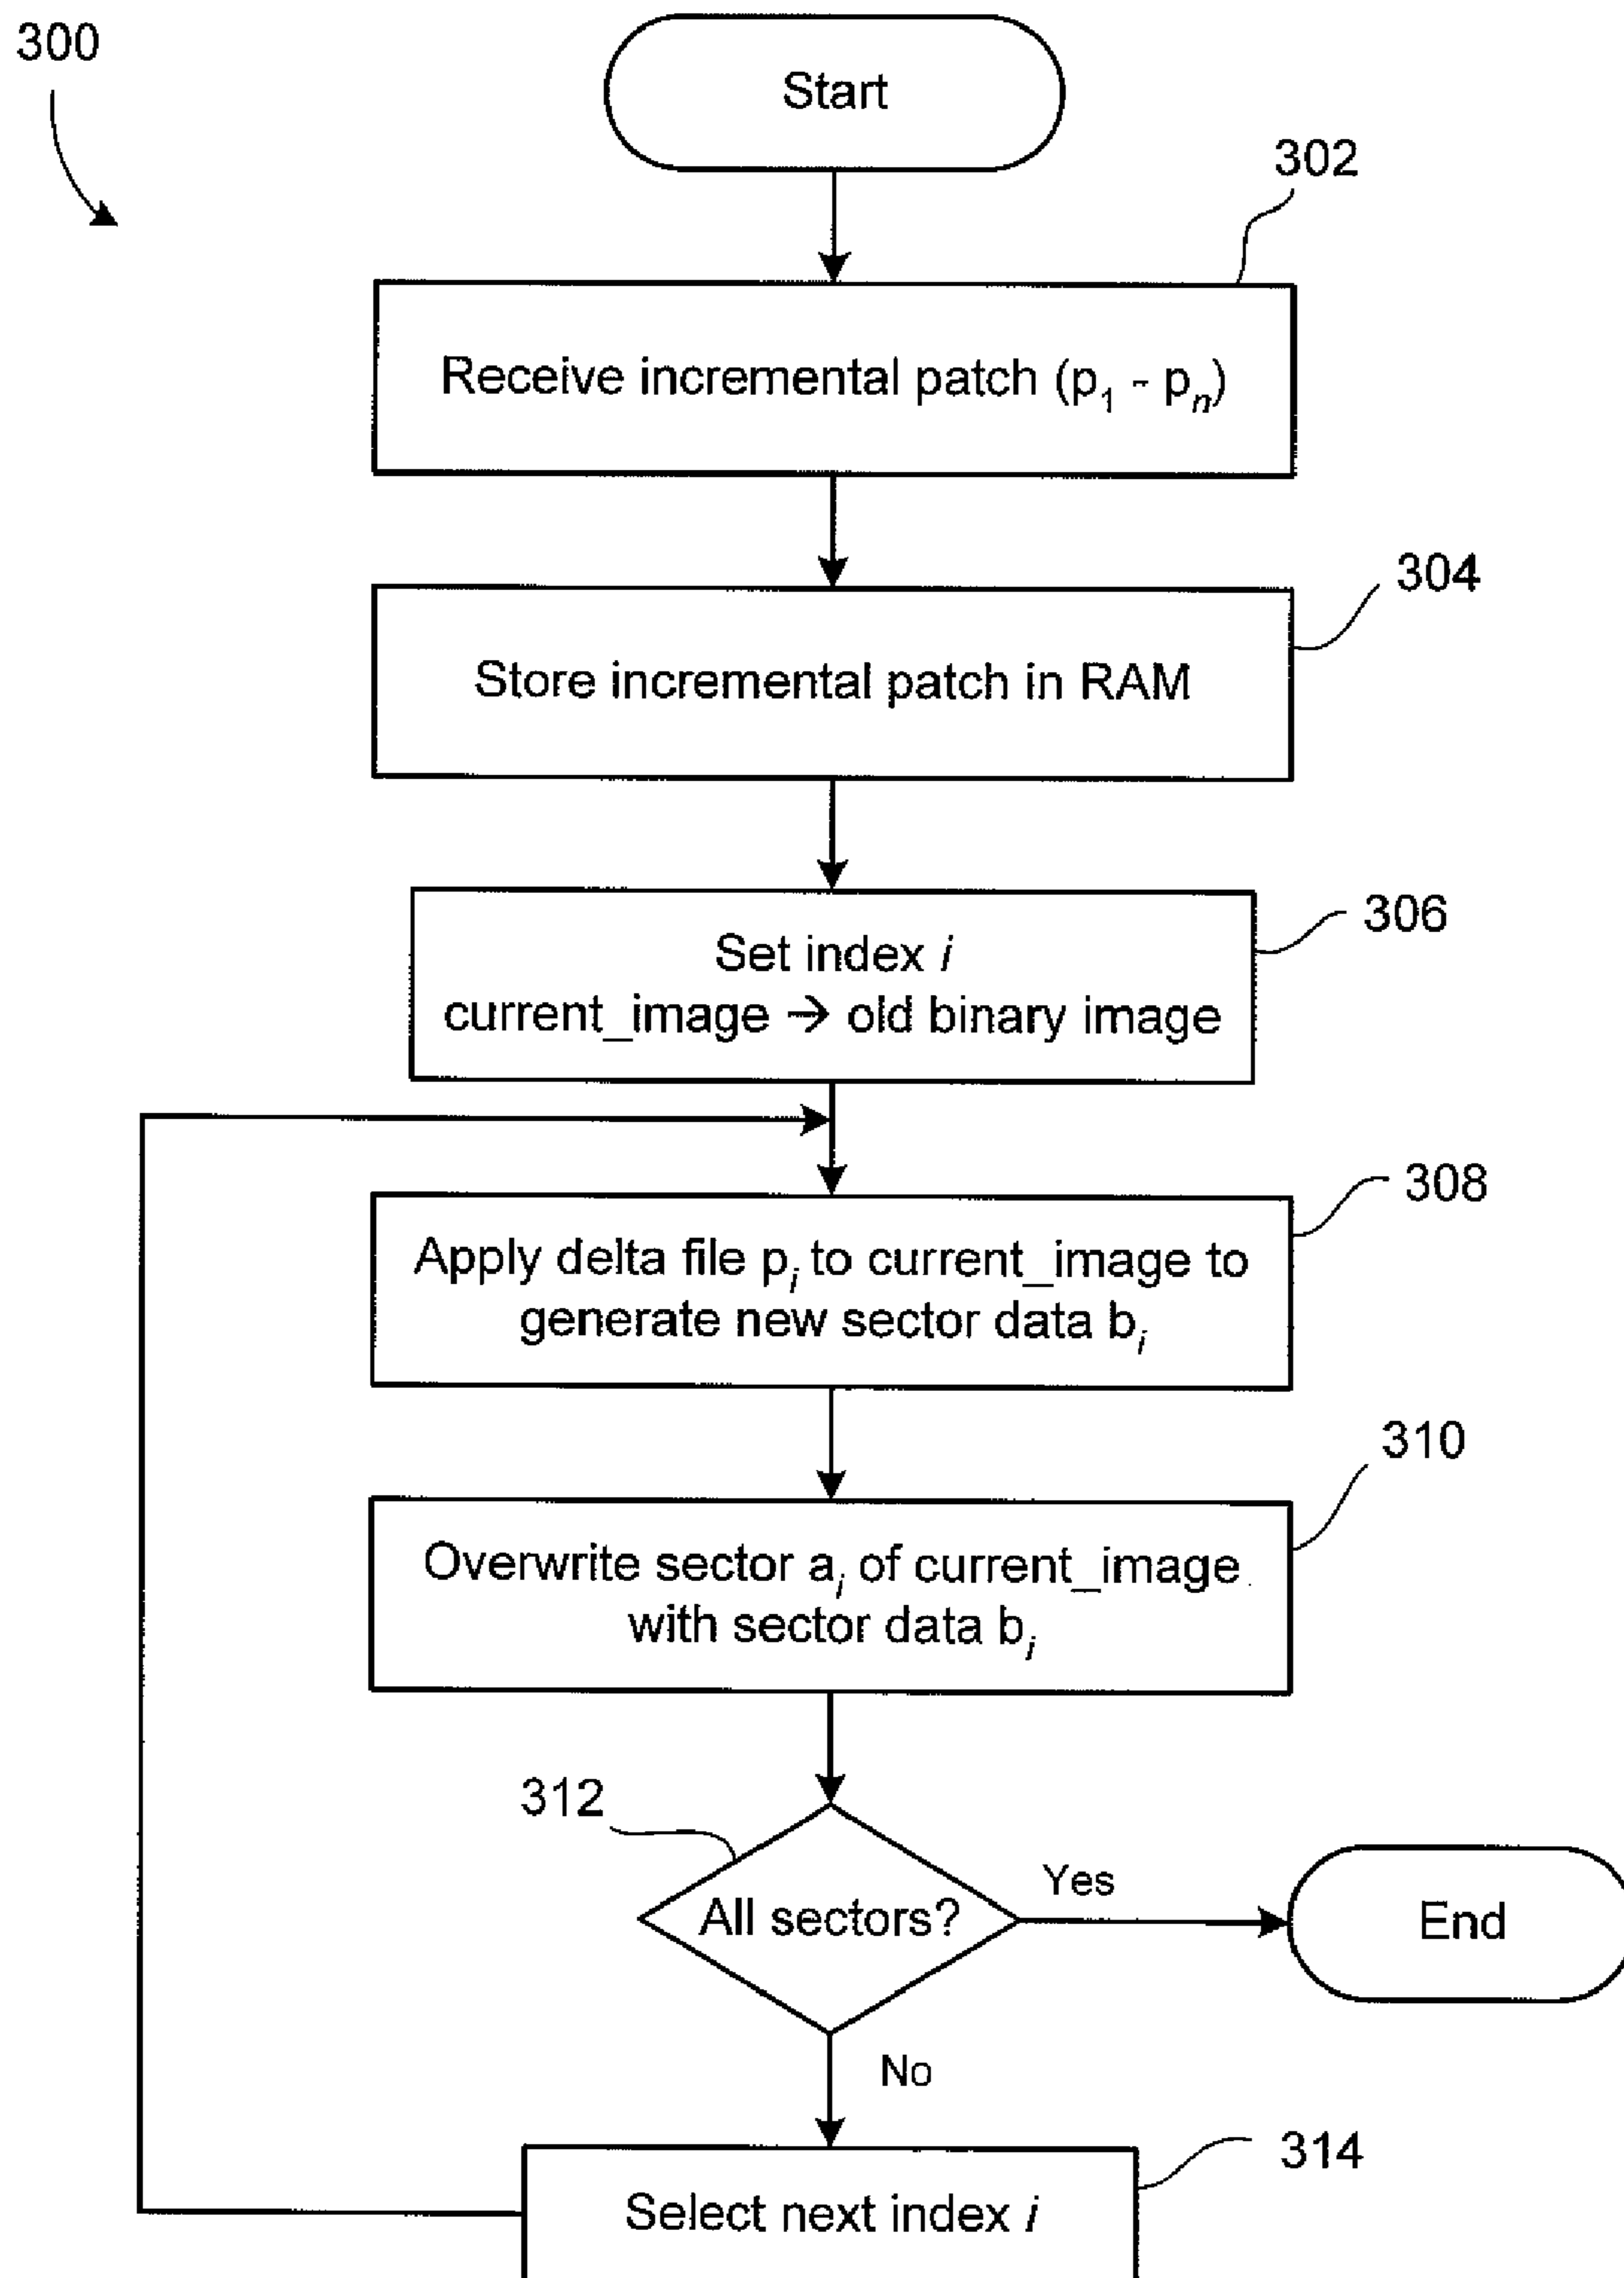 300
Start
302
Receive incremental patch (p₁ - pₙ)
304
Store incremental patch in RAM
306
Set index i
current_image → old binary image
308
Apply delta file pᵢ to current_image to
generate new sector data bᵢ
310
Overwrite sector aᵢ of current_image
with sector data bᵢ
312
All sectors?
Yes
End
No
314
Select next index i